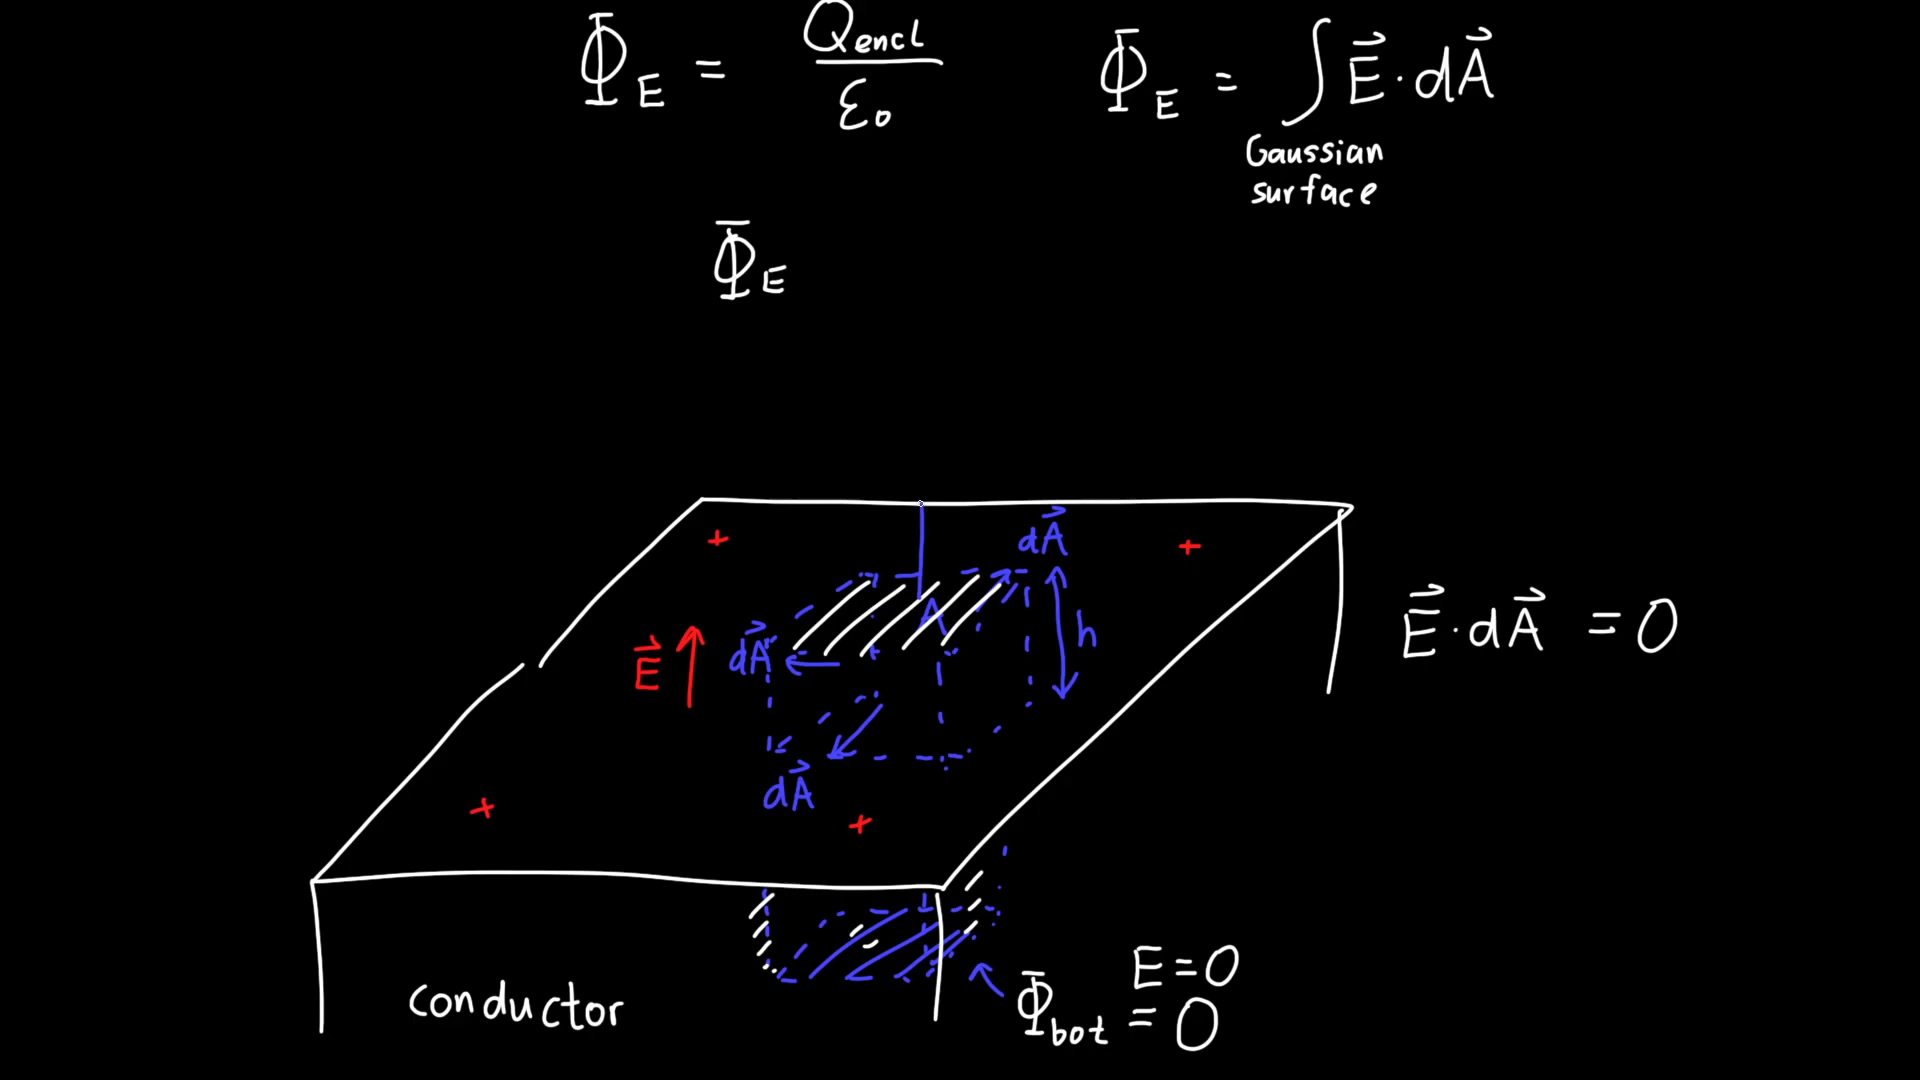 Φ_E = Q_encl / ε₀
Φ_E = ∫ E⃗ · dA⃗
Gaussian
surface
Φ_E
dA⃗
A
h
dA⃗
E⃗
E⃗ · dA⃗ = 0
dA⃗
+ + + +
conductor
E = 0
Φ_bot = 0